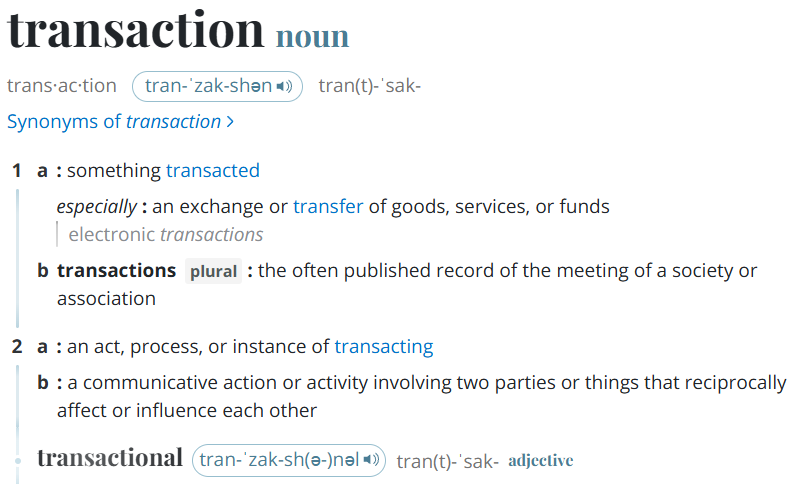 transaction noun
trans·ac·tion tran-ˈzak-shən tran(t)-ˈsak-
Synonyms of transaction >
1 a : something transacted
especially : an exchange or transfer of goods, services, or funds
electronic transactions
b transactions plural : the often published record of the meeting of a society or
association
2 a : an act, process, or instance of transacting
b : a communicative action or activity involving two parties or things that reciprocally
affect or influence each other
transactional tran-ˈzak-sh(ə-)nəl tran(t)-ˈsak- adjective